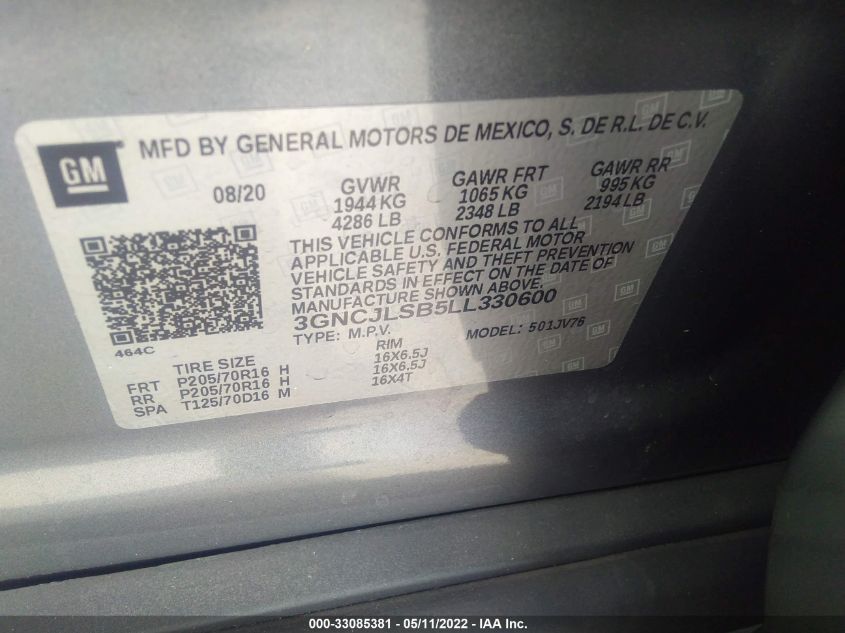 GM
MFD BY GENERAL MOTORS DE MEXICO, S. DE R.L. DE C.V.
08/20 GVWR GAWR FRT GAWR RR
1944 KG 1065 KG 995 KG
4286 LB 2348 LB 2194 LB
THIS VEHICLE CONFORMS TO ALL
APPLICABLE U.S. FEDERAL MOTOR
VEHICLE SAFETY AND THEFT PREVENTION
STANDARDS IN EFFECT ON THE DATE OF
MANUFACTURE SHOWN ABOVE.
3GNCJLSB5LL330600
TYPE: M.P.V. MODEL: 501JV76
464C
TIRE SIZE RIM
FRT P205/70R16 H 16X6.5J
RR P205/70R16 H 16X6.5J
SPA T125/70D16 M 16X4T
000-33085381 - 05/11/2022 - IAA Inc.